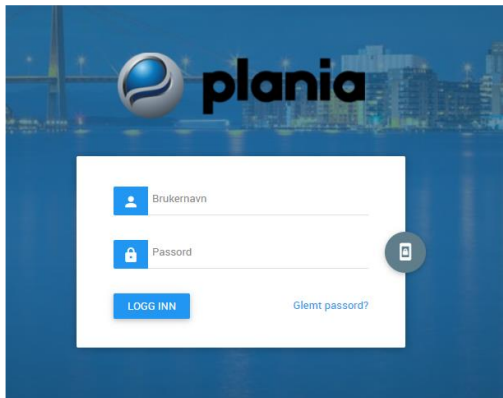 plania
Brukernavn
Passord
LOGG INN
Glemt passord?